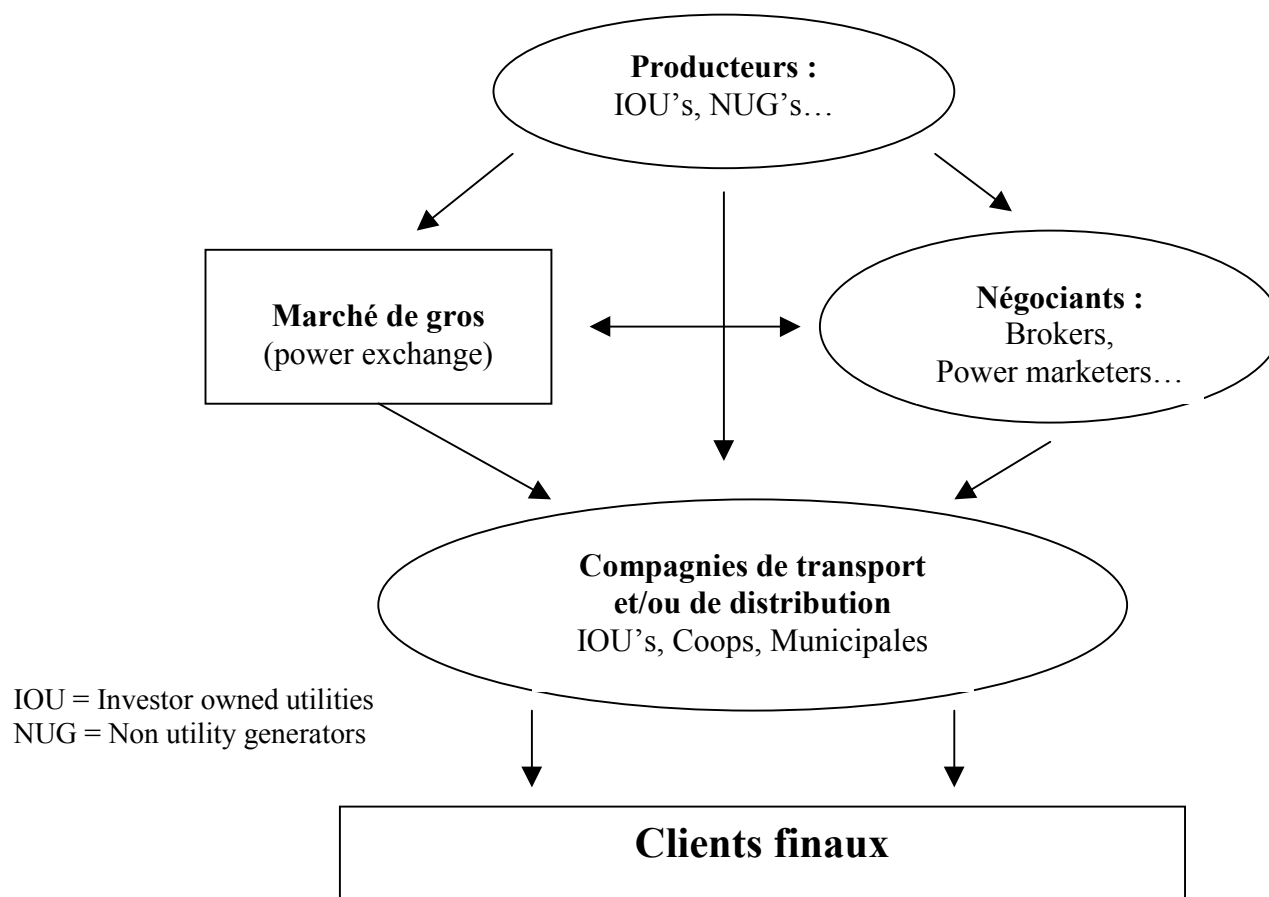 Producteurs :
IOU’s, NUG’s…
Marché de gros
(power exchange)
Négociants :
Brokers,
Power marketers…
Compagnies de transport
et/ou de distribution
IOU’s, Coops, Municipales
IOU = Investor owned utilities
NUG = Non utility generators
Clients finaux